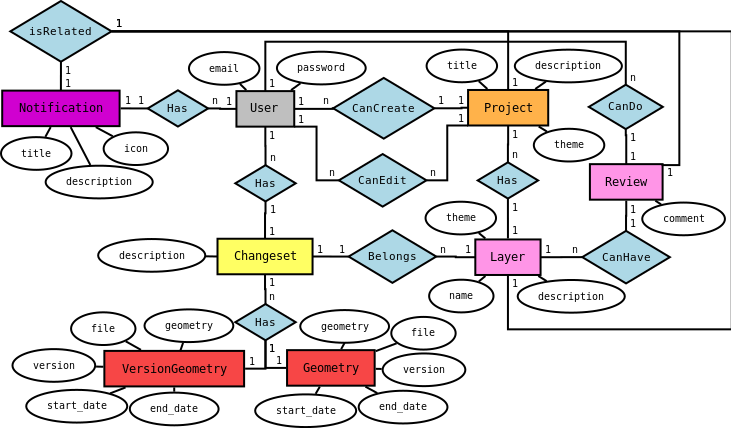 isRelated
1
1
1
Notification
1
1
Has
n
1
title
icon
description
email
password
1
User
1
1
n
CanCreate
1
1
1
n
CanEdit
n
title
description
1
Project
theme
1
n
CanDo
1
1
Review
1
comment
1
1
CanHave
n
1
n
Has
1
1
theme
Layer
1
name
description
1
n
Has
1
1
description
Changeset
1
1
Belongs
n
1
1
n
Has
1
1
1
file
geometry
version
VersionGeometry
start_date
end_date
geometry
file
Geometry
version
start_date
end_date